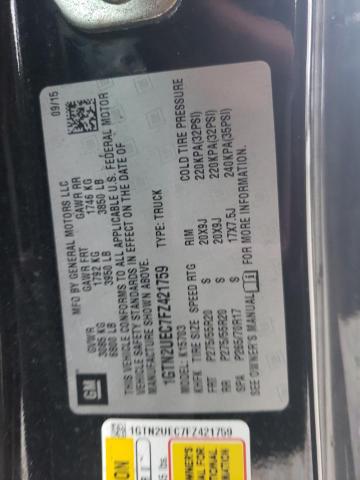 MFD BY GENERAL MOTORS LLC
09/15
GVWR GAWR FRT GAWR RR
3085 KG 1792 KG 1746 KG
6800 LB 3950 LB 3850 LB
THIS VEHICLE CONFORMS TO ALL APPLICABLE U.S. FEDERAL MOTOR
VEHICLE SAFETY STANDARDS IN EFFECT ON THE DATE OF
MANUFACTURE SHOWN ABOVE.
1GTN2UEC7FZ421759 TYPE: TRUCK
MODEL: K15703
KHFK TIRE SIZE SPEED RTG RIM COLD TIRE PRESSURE
FRT P275/55R20 S 20X9J 220KPA(32PSI)
RR P275/55R20 S 20X9J 220KPA(32PSI)
SPA P265/70R17 S 17X7.5J 240KPA(35PSI)
SEE OWNER'S MANUAL FOR MORE INFORMATION.
GM
1GTN2UEC7FZ421759